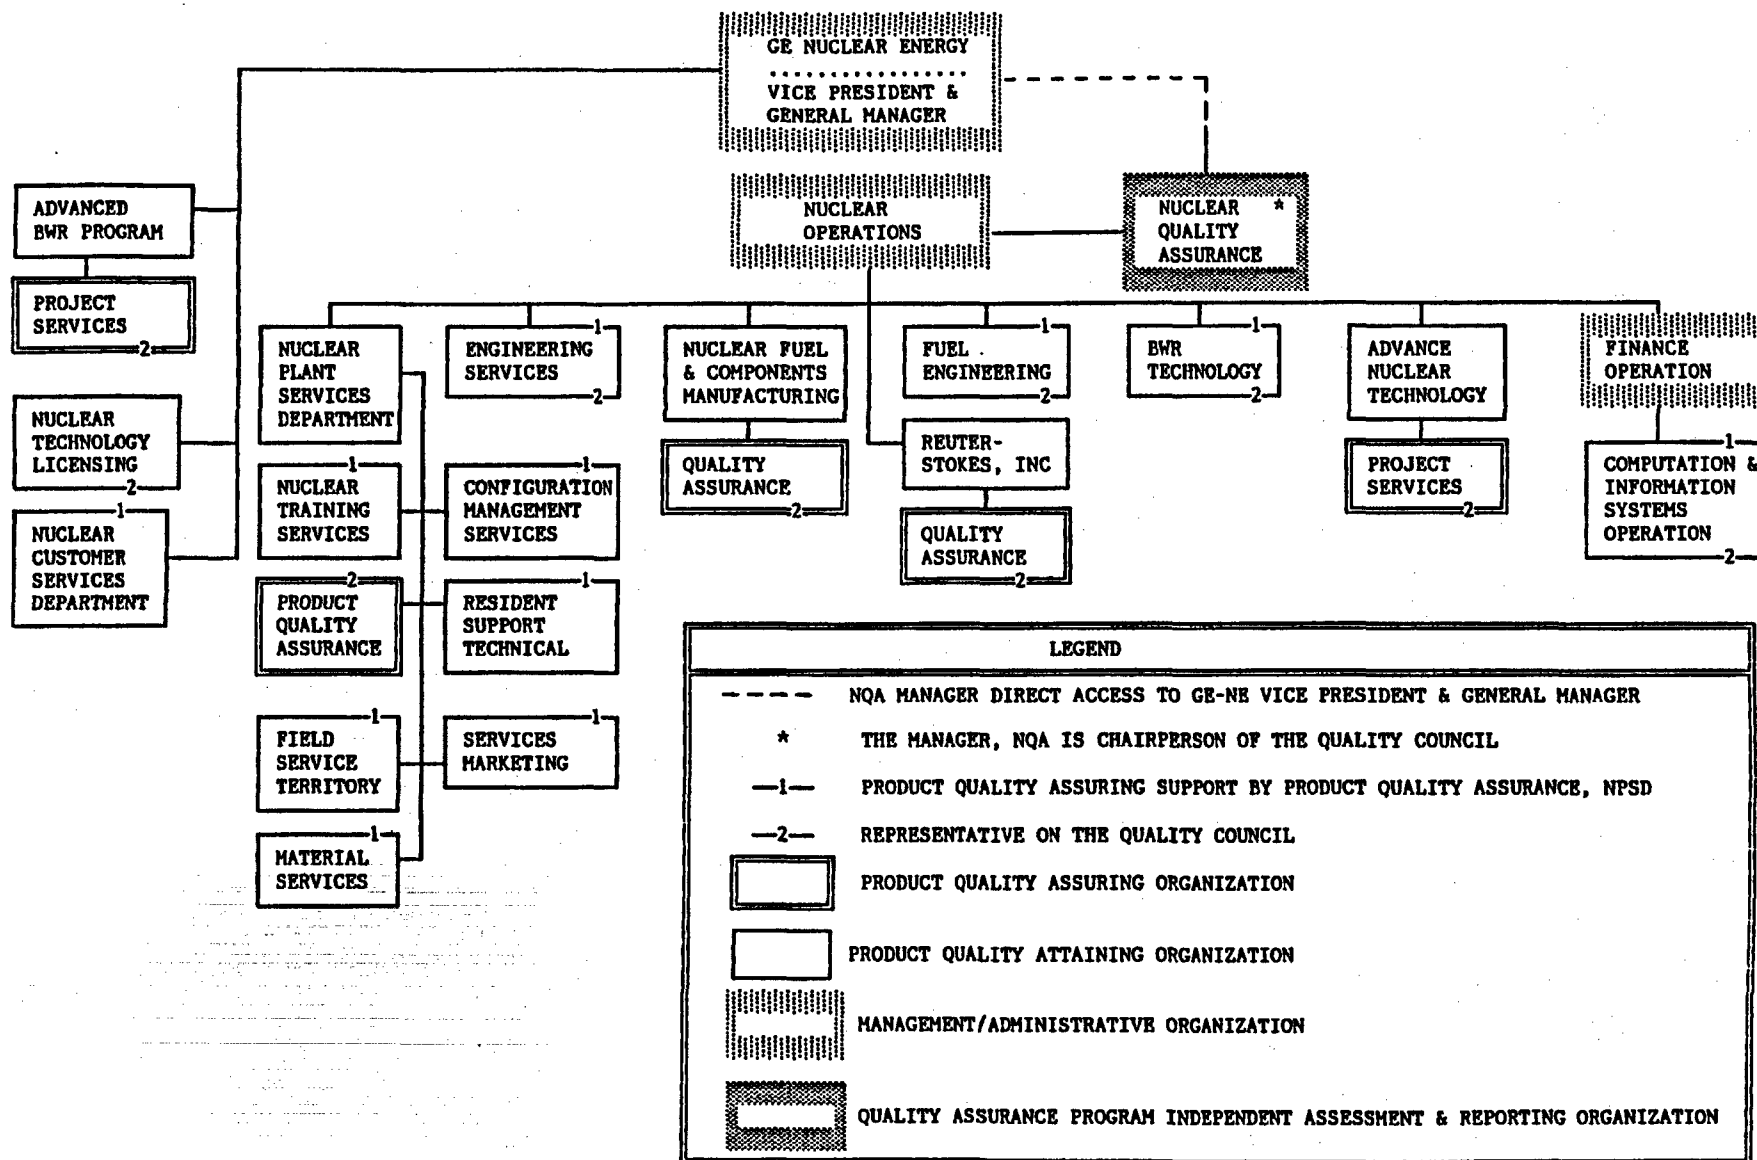 GE NUCLEAR ENERGY
................
VICE PRESIDENT &
GENERAL MANAGER
NUCLEAR
OPERATIONS
NUCLEAR *
QUALITY
ASSURANCE
ADVANCED
BWR PROGRAM
PROJECT
SERVICES
2
NUCLEAR
TECHNOLOGY
LICENSING
2
1
NUCLEAR
CUSTOMER
SERVICES
DEPARTMENT
NUCLEAR
PLANT
SERVICES
DEPARTMENT
1
ENGINEERING
SERVICES
2
NUCLEAR FUEL
& COMPONENTS
MANUFACTURING
QUALITY
ASSURANCE
2
1
FUEL
ENGINEERING
2
REUTER-
STOKES, INC
QUALITY
ASSURANCE
2
1
BWR
TECHNOLOGY
2
ADVANCE
NUCLEAR
TECHNOLOGY
PROJECT
SERVICES
2
FINANCE
OPERATION
1
COMPUTATION &
INFORMATION
SYSTEMS
OPERATION
2
1
NUCLEAR
TRAINING
SERVICES
1
CONFIGURATION
MANAGEMENT
SERVICES
2
PRODUCT
QUALITY
ASSURANCE
1
RESIDENT
SUPPORT
TECHNICAL
1
FIELD
SERVICE
TERRITORY
1
SERVICES
MARKETING
1
MATERIAL
SERVICES
LEGEND
---- NQA MANAGER DIRECT ACCESS TO GE-NE VICE PRESIDENT & GENERAL MANAGER
* THE MANAGER, NQA IS CHAIRPERSON OF THE QUALITY COUNCIL
—1— PRODUCT QUALITY ASSURING SUPPORT BY PRODUCT QUALITY ASSURANCE, NPSD
—2— REPRESENTATIVE ON THE QUALITY COUNCIL
PRODUCT QUALITY ASSURING ORGANIZATION
PRODUCT QUALITY ATTAINING ORGANIZATION
MANAGEMENT/ADMINISTRATIVE ORGANIZATION
QUALITY ASSURANCE PROGRAM INDEPENDENT ASSESSMENT & REPORTING ORGANIZATION